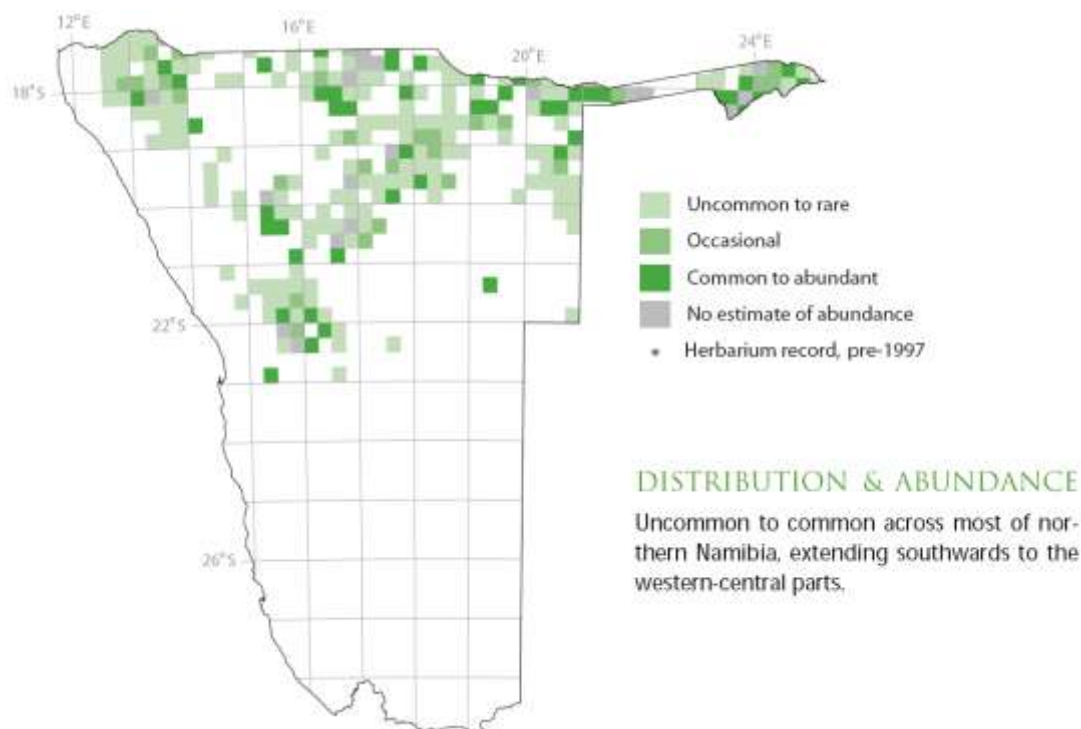 12°E
16°E
20°E
24°E
18°S
22°S
26°S
Uncommon to rare
Occasional
Common to abundant
No estimate of abundance
Herbarium record, pre-1997
DISTRIBUTION & ABUNDANCE
Uncommon to common across most of nor-
thern Namibia, extending southwards to the
western-central parts.